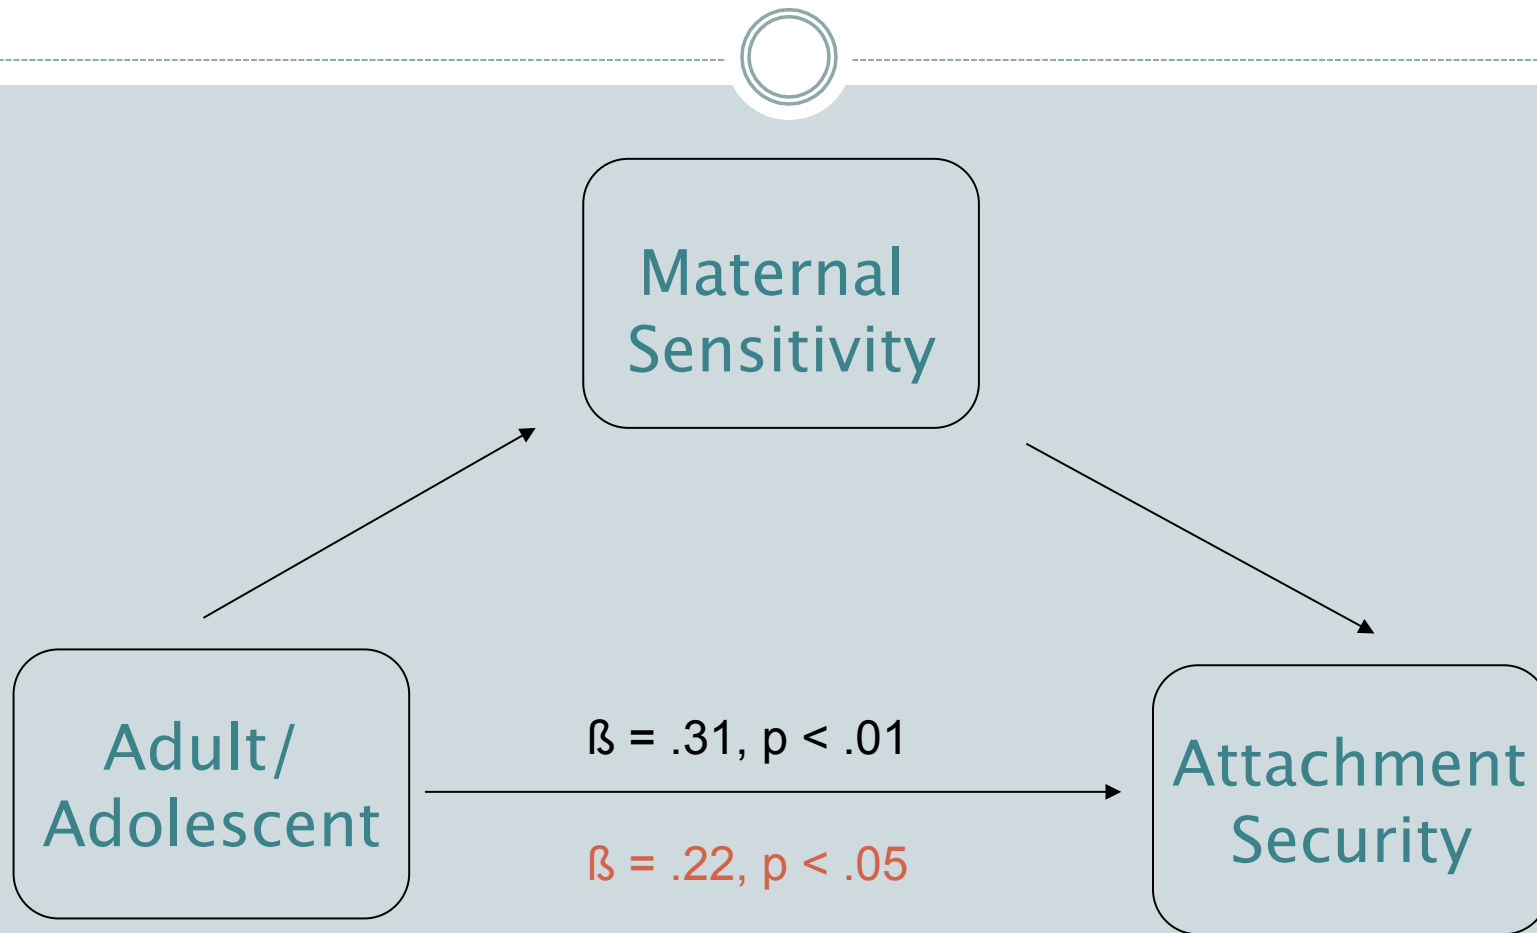 Maternal
Sensitivity
Adult/
Adolescent
ß = .31, p < .01
ß = .22, p < .05
Attachment
Security